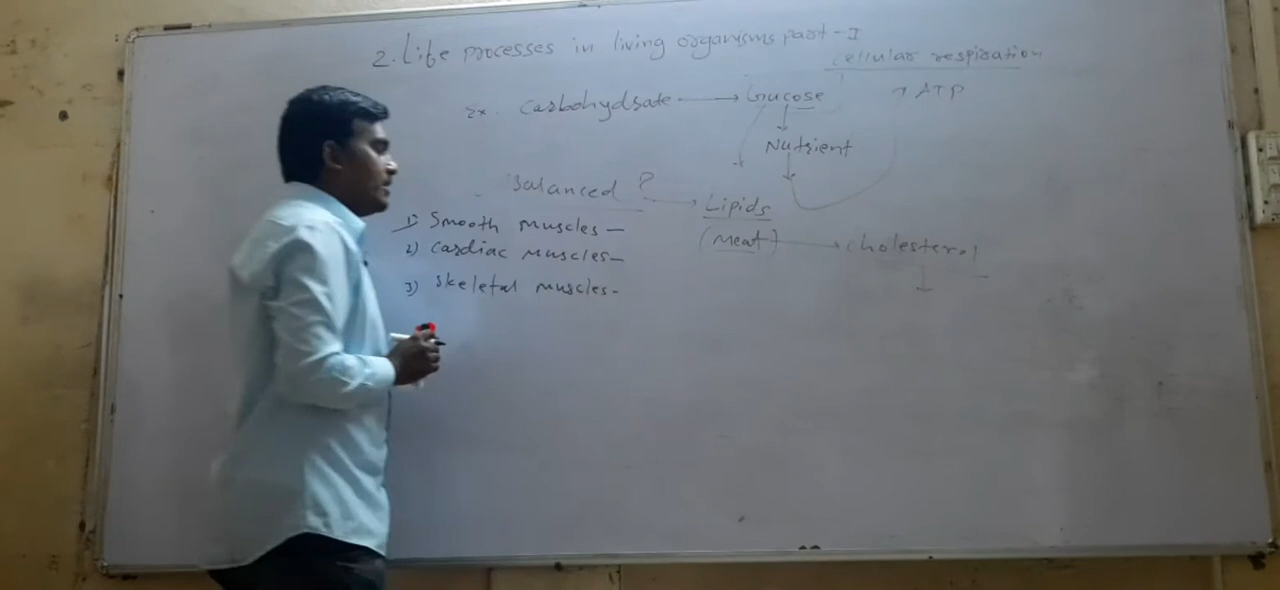 2. Life processes in living organisms part - I
cellular respiration
Ex. Carbohydrate → Glucose
ATP
Nutrient
Balanced ?
Lipids
1) Smooth muscles -
(Meat) → cholesterol
2) Cardiac muscles -
3) Skeletal muscles -